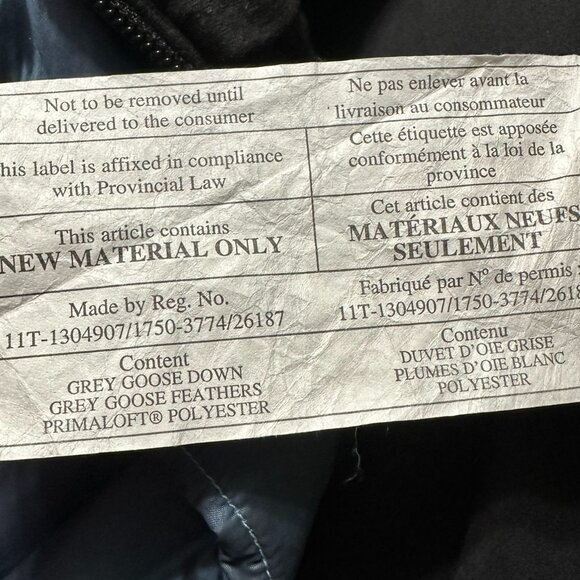 Not to be removed until
delivered to the consumer
Ne pas enlever avant la
livraison au consommateur
his label is affixed in compliance
with Provincial Law
Cette étiquette est apposée
conformément à la loi de la
province
This article contains
NEW MATERIAL ONLY
Cet article contient des
MATÉRIAUX NEUFS
SEULEMENT
Made by Reg. No.
11T-1304907/1750-3774/26187
Fabriqué par Nº de permis :
11T-1304907/1750-3774/2618
Content
GREY GOOSE DOWN
GREY GOOSE FEATHERS
PRIMALOFT® POLYESTER
Contenu
DUVET D'OIE GRISE
PLUMES D'OIE BLANC
POLYESTER